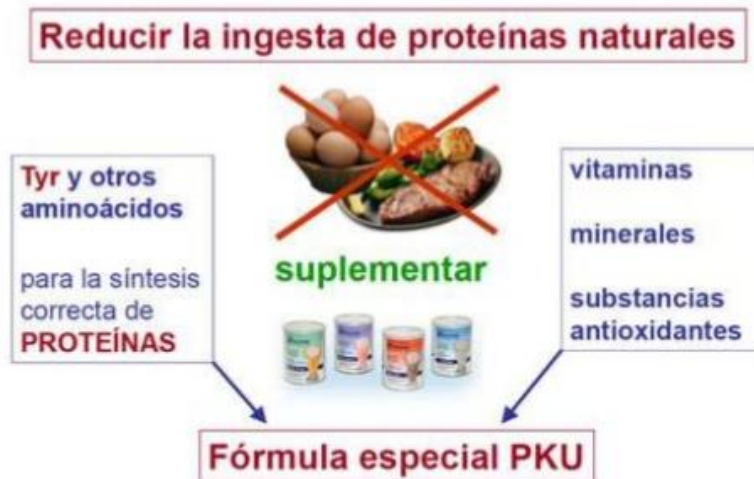 Reducir la ingesta de proteínas naturales
Tyr y otros
aminoácidos
para la síntesis
correcta de
PROTEÍNAS
suplementar
vitaminas
minerales
substancias
antioxidantes
Fórmula especial PKU